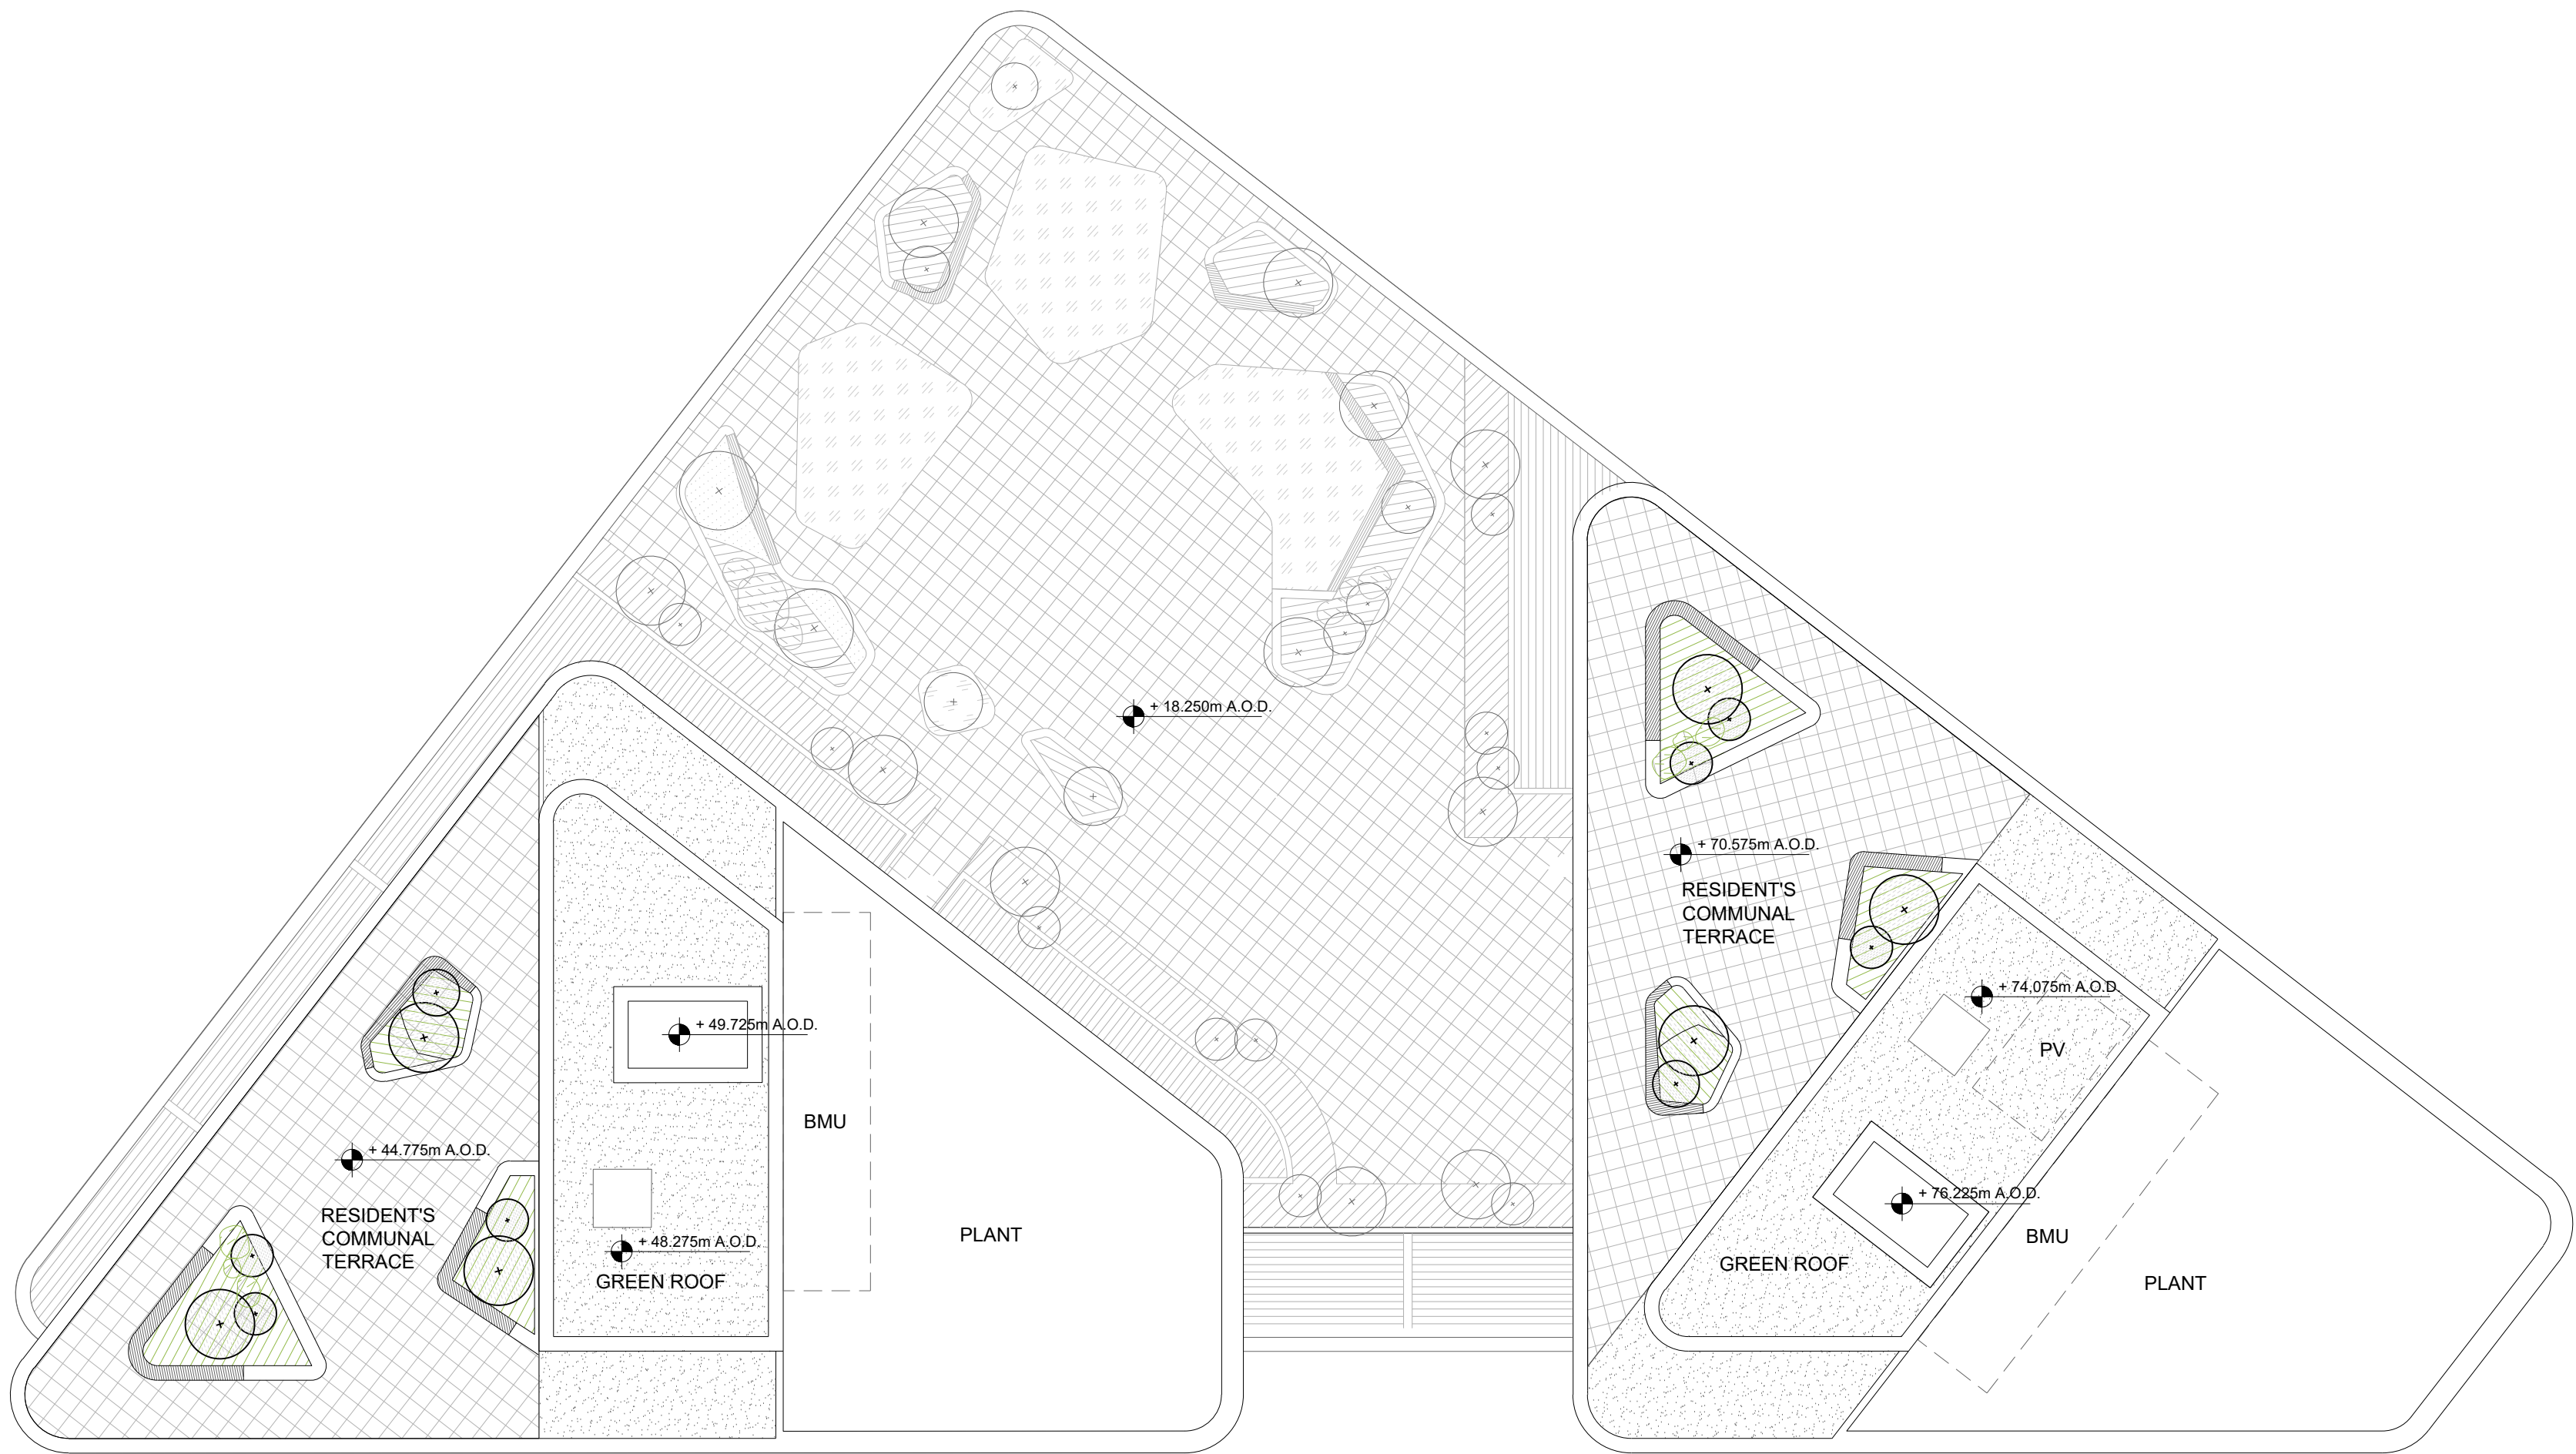 + 18.250m A.O.D.
+ 70.575m A.O.D.
RESIDENT'S
COMMUNAL
TERRACE
+ 74,075m A.O.D.
PV
+ 49.725m A.O.D.
BMU
+ 44.775m A.O.D.
RESIDENT'S
COMMUNAL
TERRACE
+ 48.275m A.O.D.
GREEN ROOF
PLANT
+ 76.225m A.O.D.
BMU
GREEN ROOF
PLANT